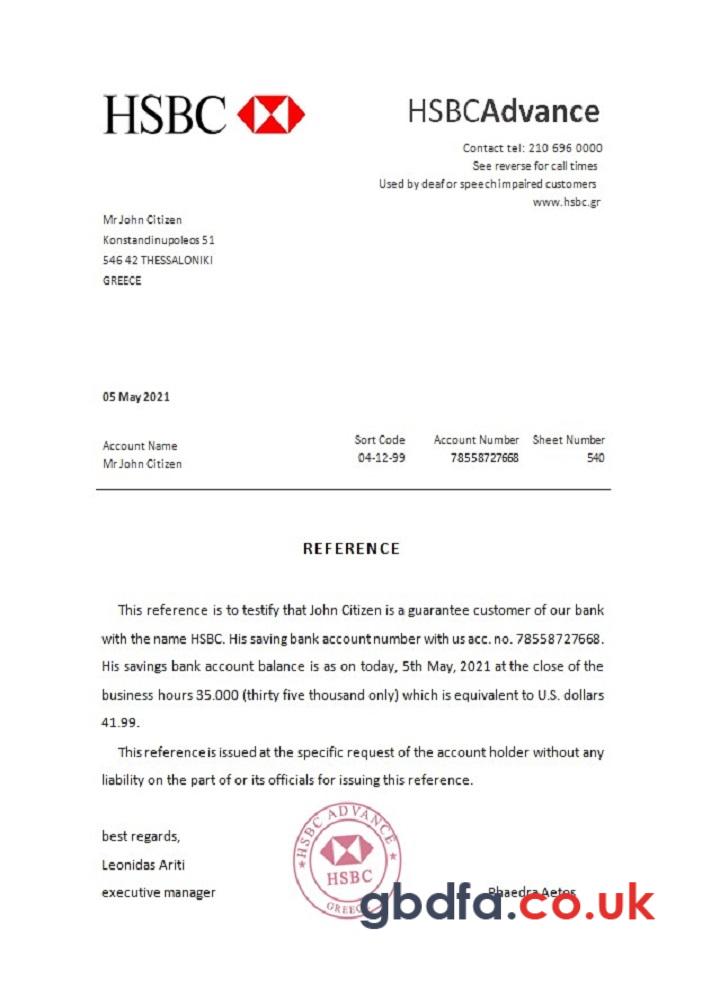 HSBC
HSBCAdvance
Contact tel: 210 696 0000
See reverse for call times
Used by deaf or speech impaired customers
www.hsbc.gr
Mr John Citizen
Konstandinupoleos 51
546 42 THESSALONIKI
GREECE
05 May 2021
Sort Code Account Number Sheet Number
Account Name
04-12-99 78558727668 540
Mr John Citizen
REFERENCE
This reference is to testify that John Citizen is a guarantee customer of our bank
with the name HSBC. His saving bank account number with us acc. no. 78558727668.
His savings bank account balance is as on today, 5th May, 2021 at the close of the
business hours 35.000 (thirty five thousand only) which is equivalent to U.S. dollars
41.99.
This reference is issued at the specific request of the account holder without any
liability on the part of or its officials for issuing this reference.
best regards,
Leonidas Ariti
executive manager
HSBC ADVANCE
HSBC
GREECE
Phaedra Aetos
gbdfa.co.uk